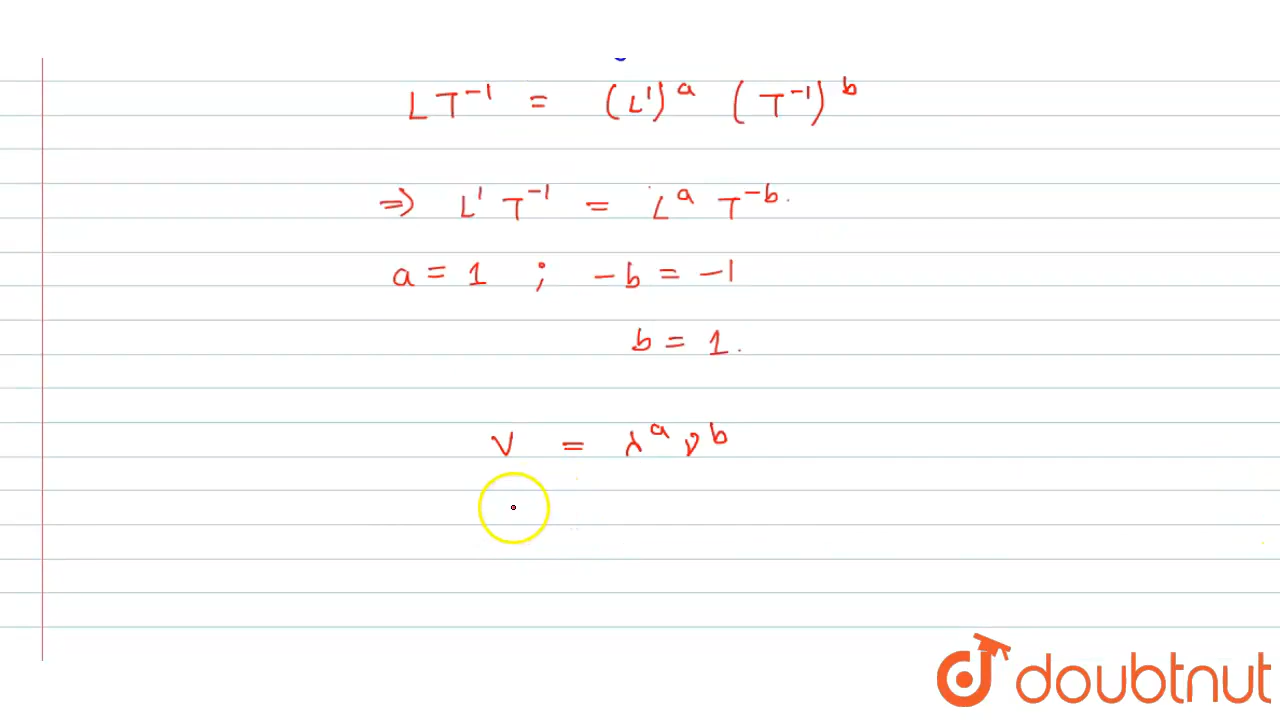 LT⁻¹ = (L¹)ᵃ (T⁻¹)ᵇ
⇒ L¹ T⁻¹ = Lᵃ T⁻ᵇ.
a = 1 ; -b = -1
b = 1.
V = λᵃ νᵇ
doubtnut